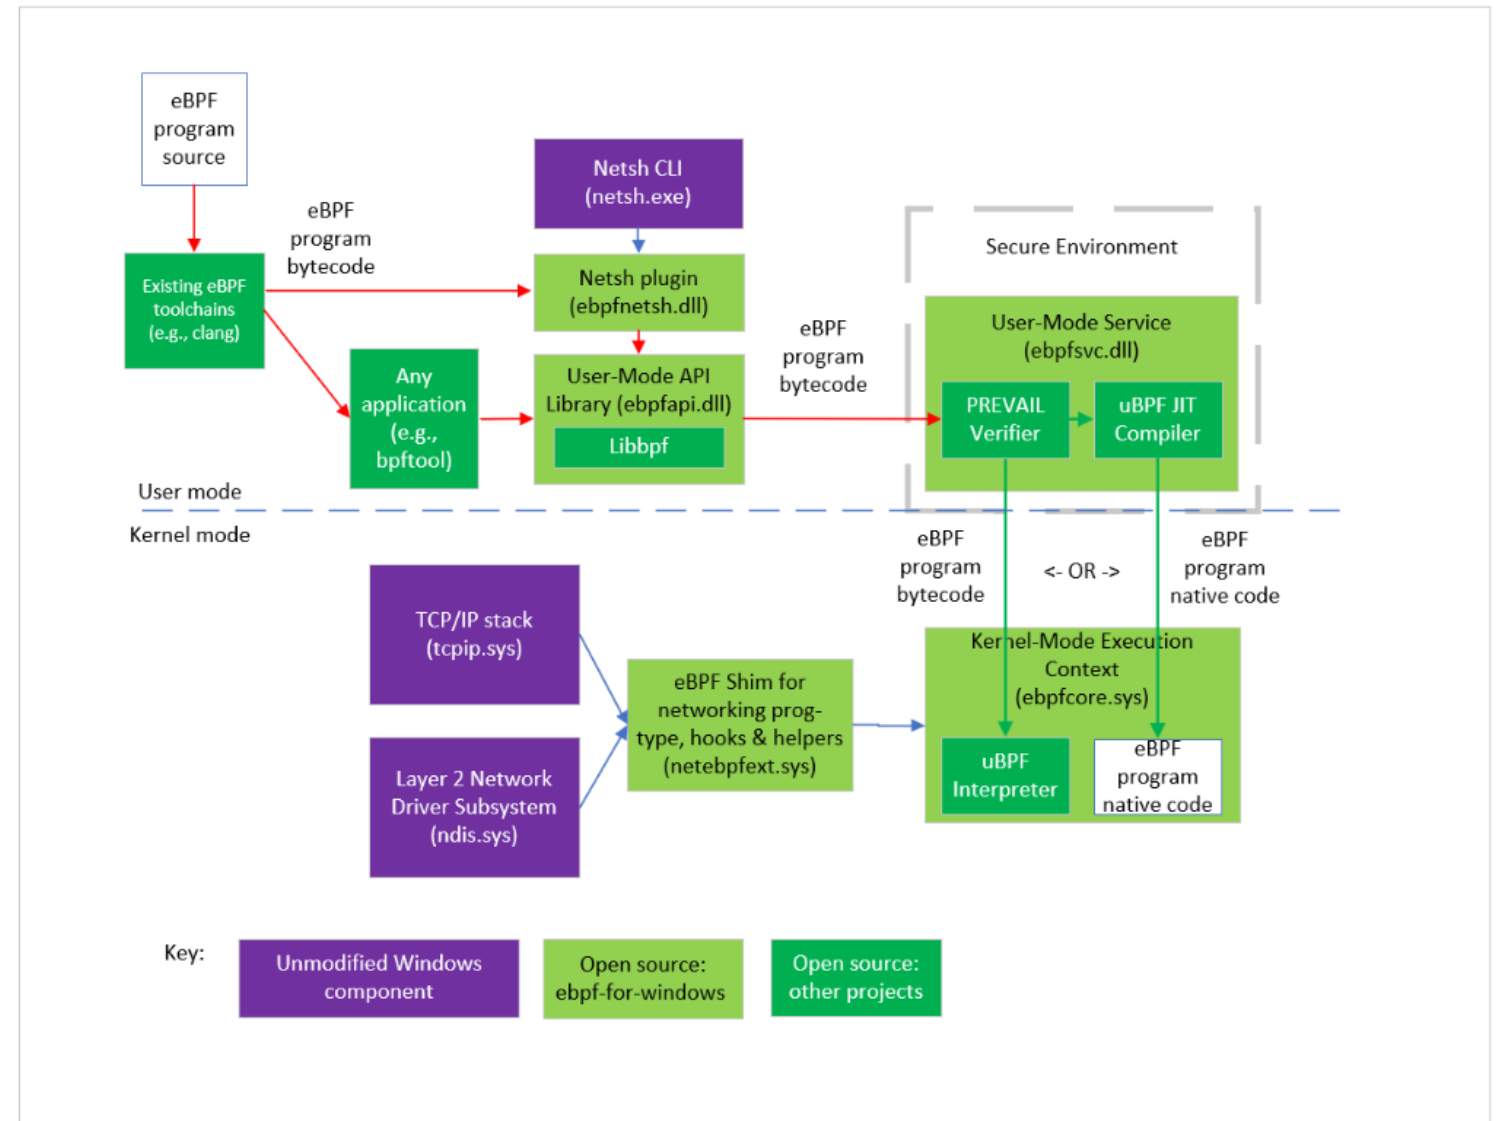 eBPF
program
source
Netsh CLI
(netsh.exe)
eBPF
program
bytecode
Existing eBPF
toolchains
(e.g., clang)
Netsh plugin
(ebpfnetsh.dll)
Any
application
(e.g.,
bpftool)
User-Mode API
Library (ebpfapi.dll)
Libbpf
eBPF
program
bytecode
Secure Environment
User-Mode Service
(ebpfsvc.dll)
PREVAIL
Verifier
uBPF JIT
Compiler
User mode
Kernel mode
eBPF
program
bytecode
<- OR ->
eBPF
program
native code
TCP/IP stack
(tcpip.sys)
Layer 2 Network
Driver Subsystem
(ndis.sys)
eBPF Shim for
networking prog-
type, hooks & helpers
(netebpfext.sys)
Kernel-Mode Execution
Context
(ebpfcore.sys)
uBPF
Interpreter
eBPF
program
native code
Key:
Unmodified Windows
component
Open source:
ebpf-for-windows
Open source:
other projects